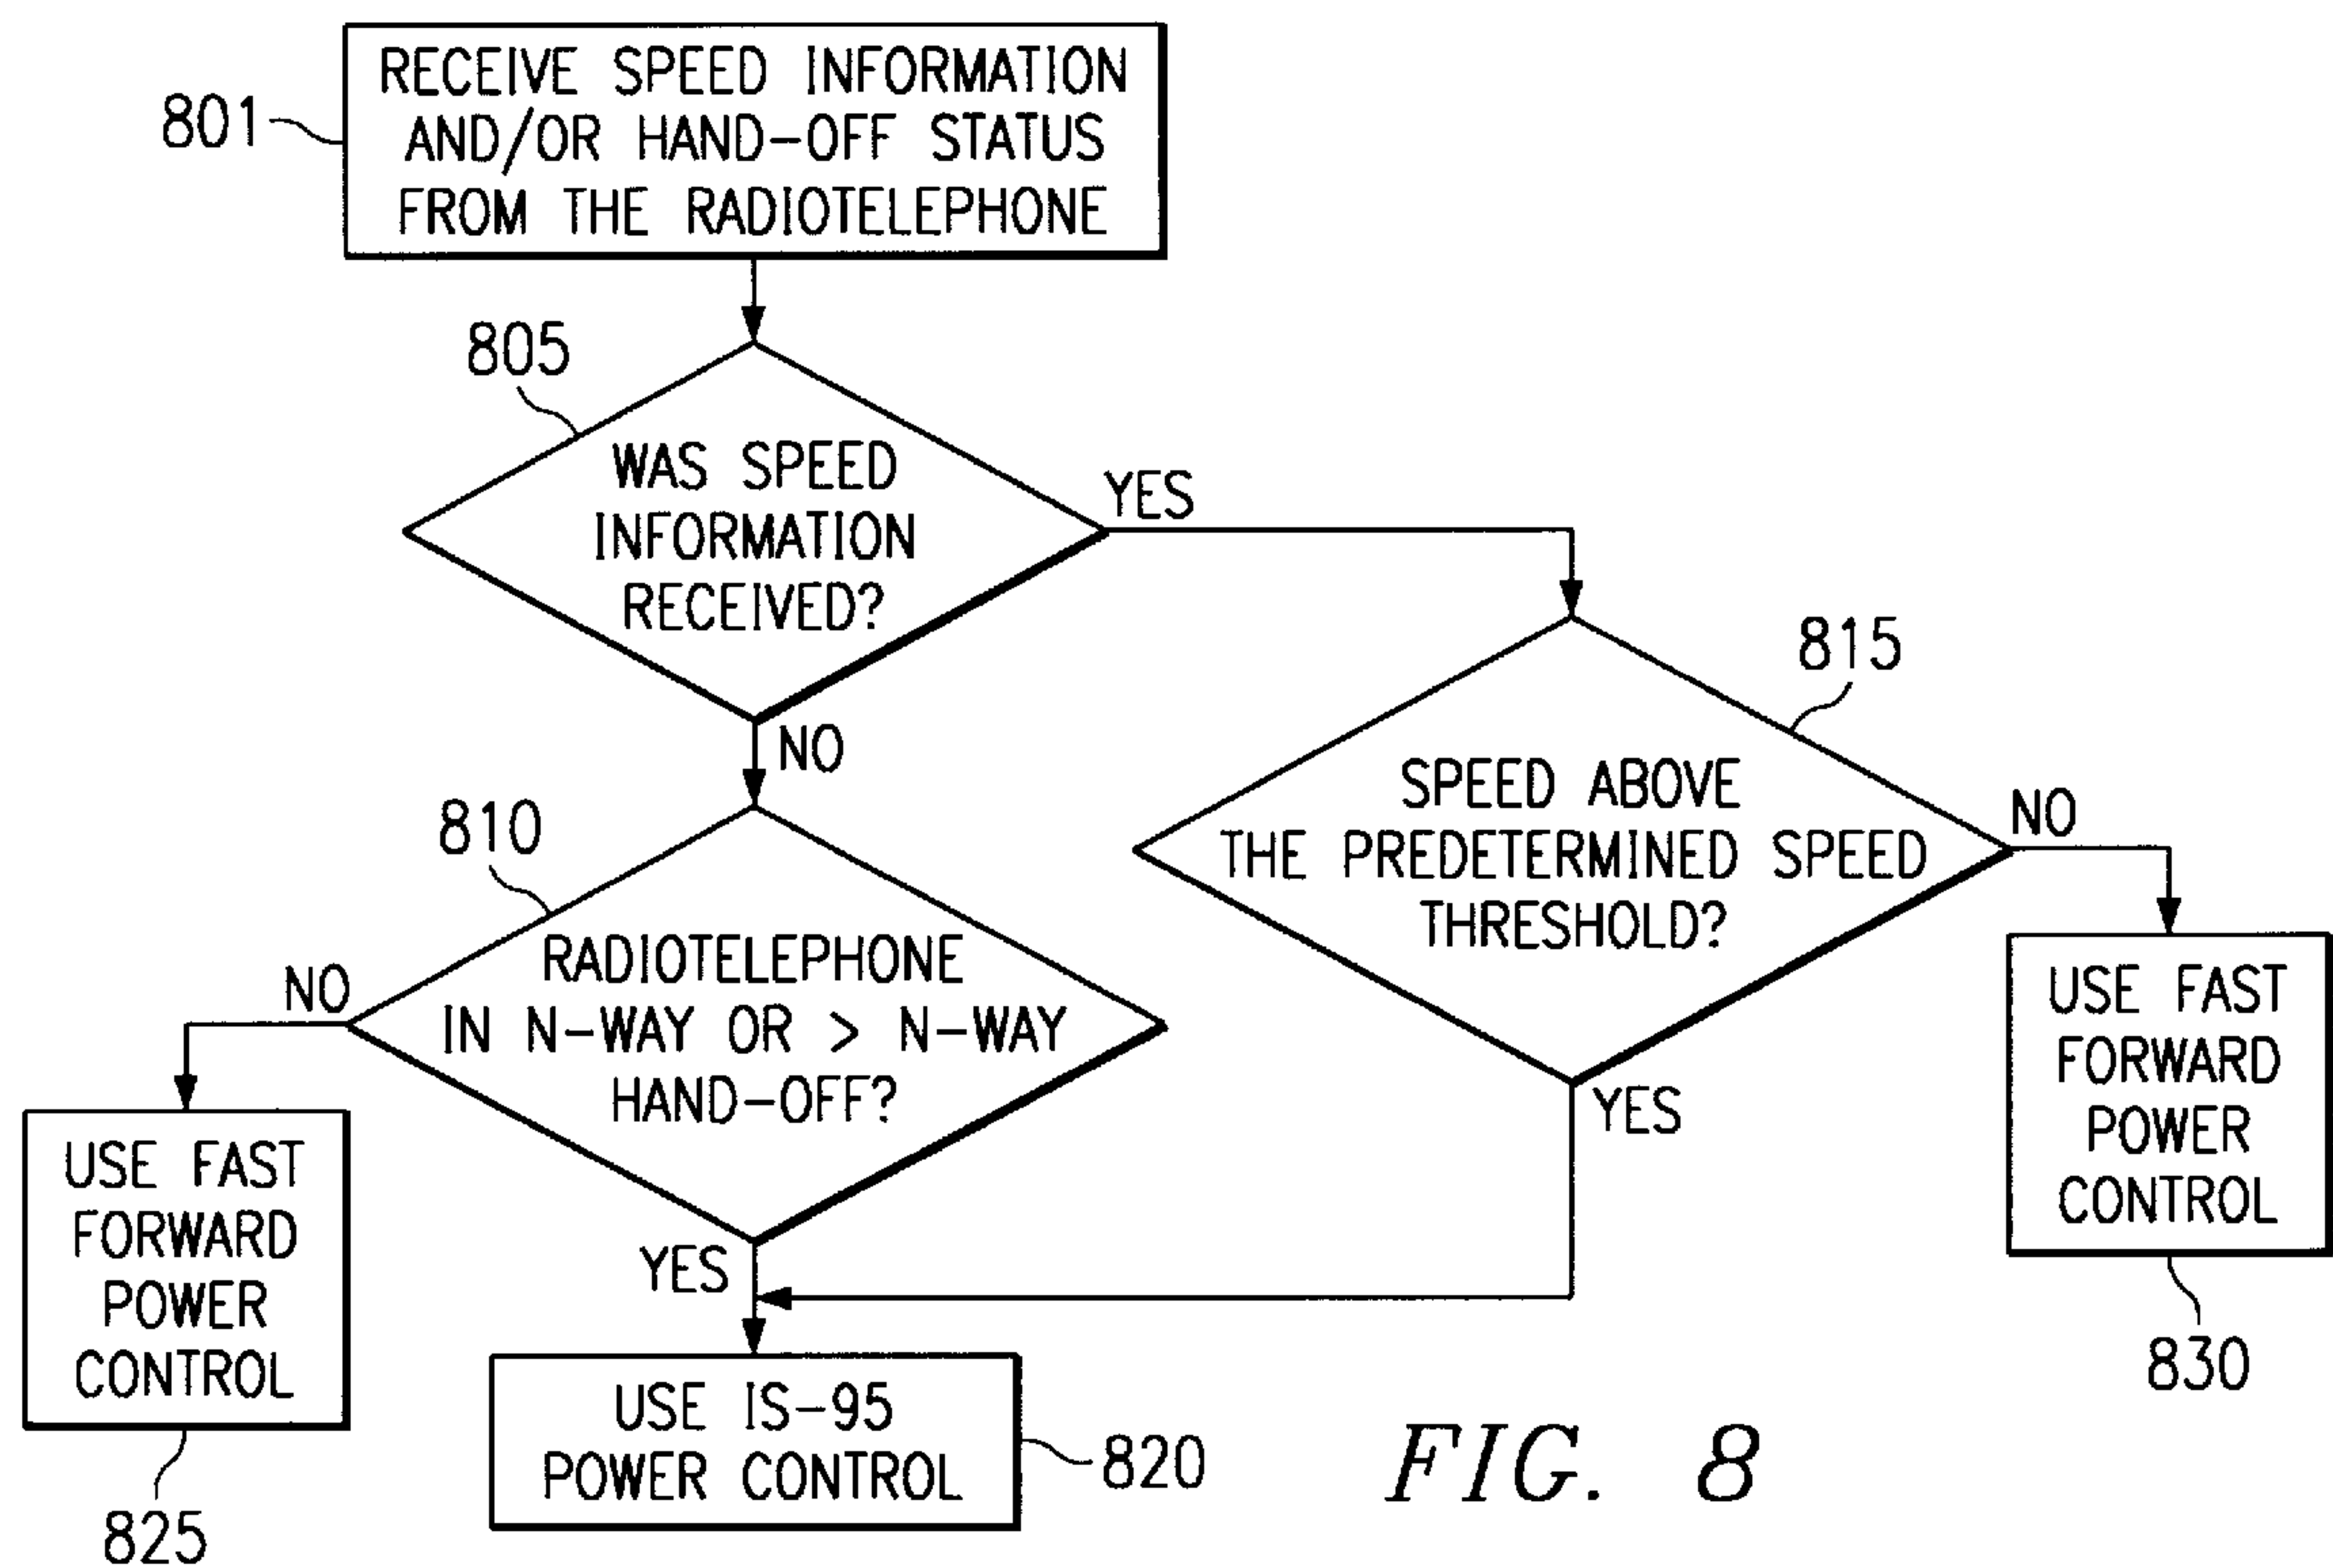 RECEIVE SPEED INFORMATION
AND/OR HAND-OFF STATUS
FROM THE RADIOTELEPHONE
801
805
WAS SPEED
INFORMATION
RECEIVED?
YES
NO
815
SPEED ABOVE
THE PREDETERMINED SPEED
THRESHOLD?
NO
YES
810
RADIOTELEPHONE
IN N-WAY OR > N-WAY
HAND-OFF?
NO
YES
USE FAST
FORWARD
POWER
CONTROL
830
USE FAST
FORWARD
POWER
CONTROL
825
USE IS-95
POWER CONTROL
820
FIG. 8